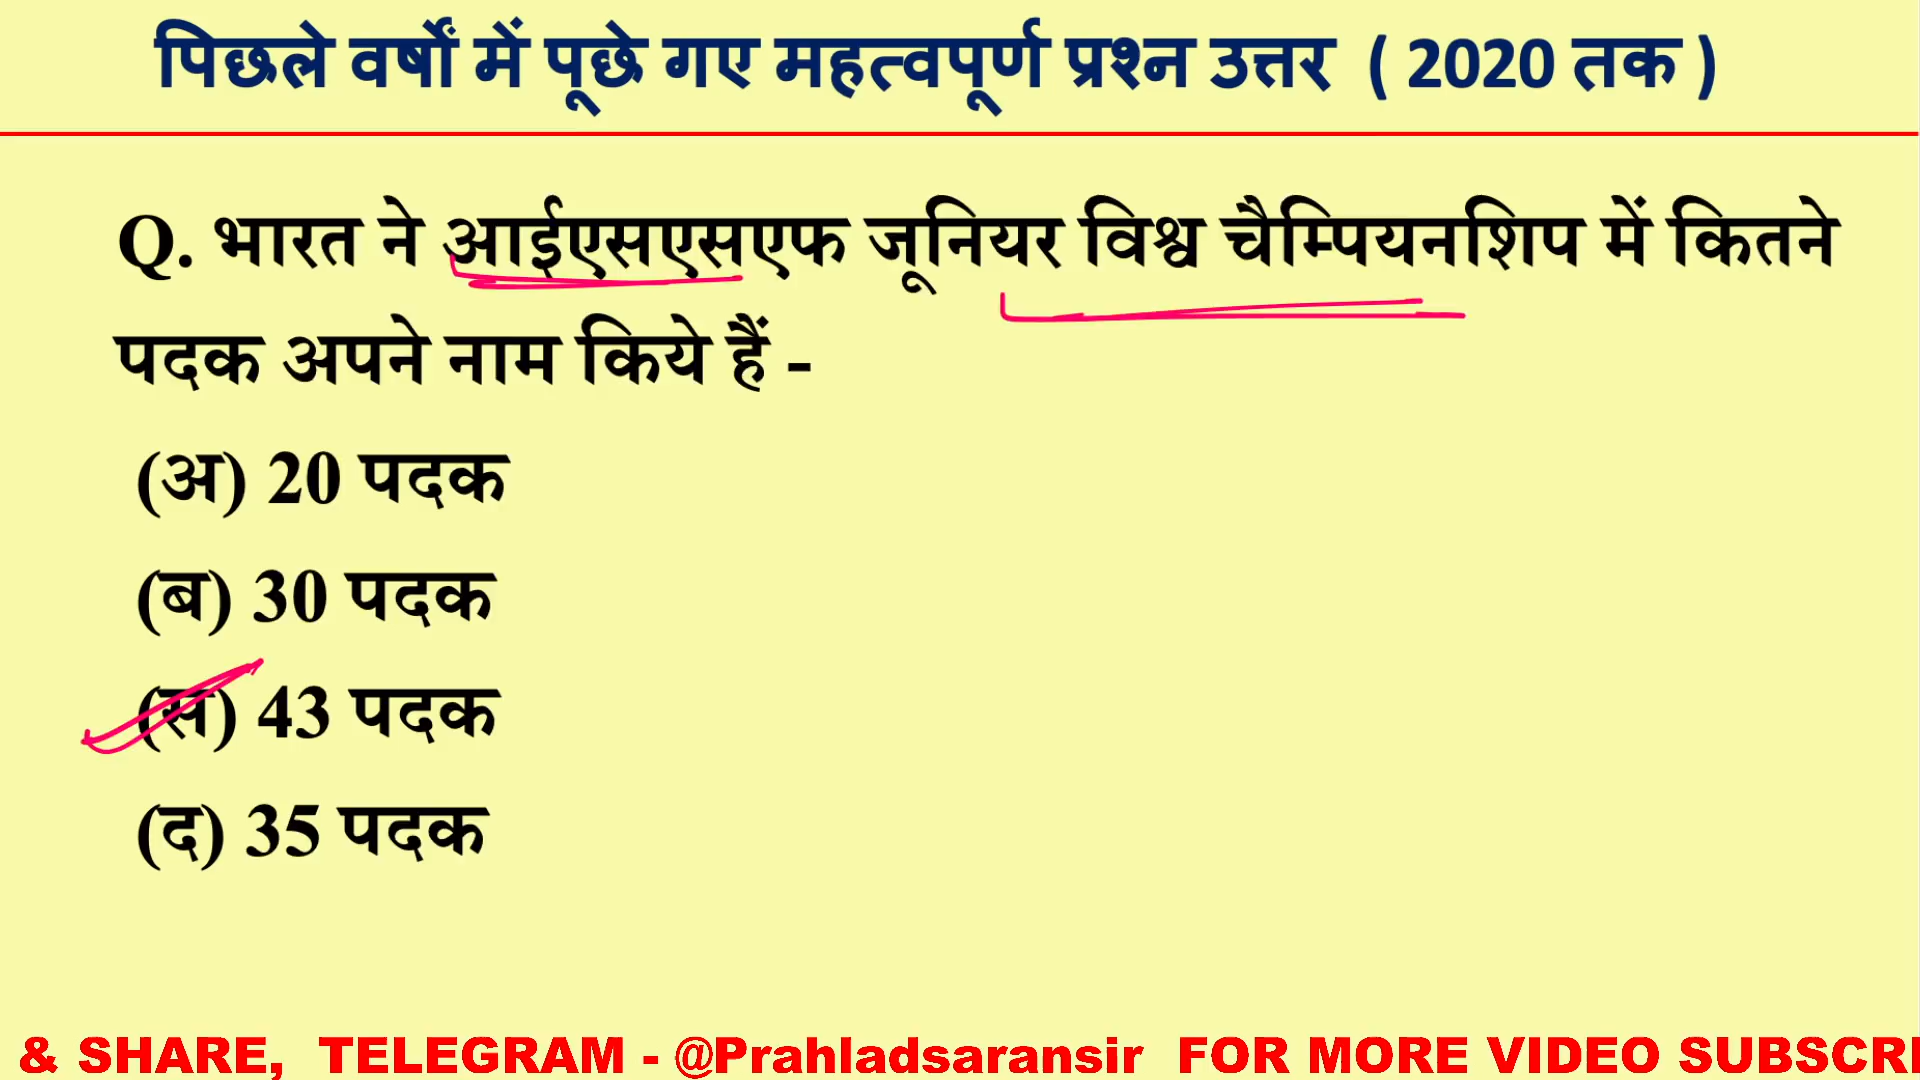 पिछले वर्षों में पूछे गए महत्वपूर्ण प्रश्न उत्तर ( 2020 तक )
Q. भारत ने आईएसएसएफ जूनियर विश्व चैम्पियनशिप में कितने
पदक अपने नाम किये हैं -
(अ) 20 पदक
(ब) 30 पदक
(स) 43 पदक
(द) 35 पदक
& SHARE, TELEGRAM - @Prahladsaransir FOR MORE VIDEO SUBSCRI